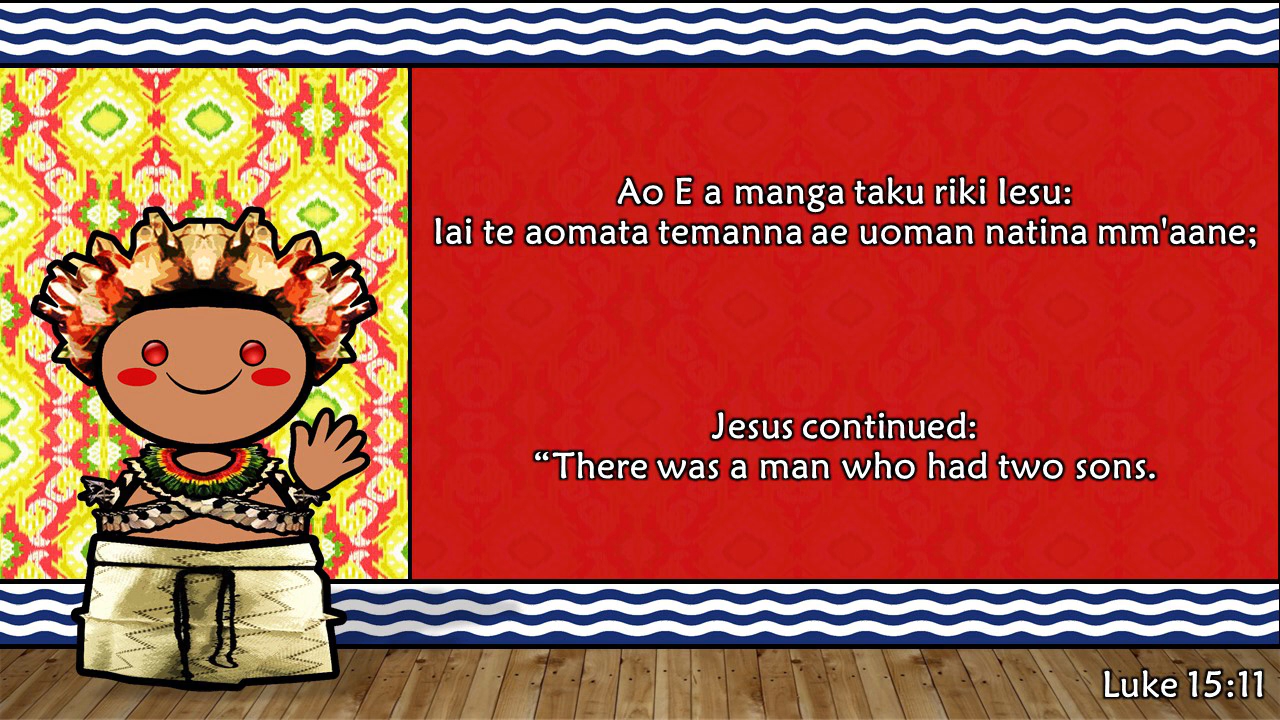 Ao E a manga taku riki Iesu:
Iai te aomata temanna ae uoman natina mm'aane;
Jesus continued:
“There was a man who had two sons.
Luke 15:11